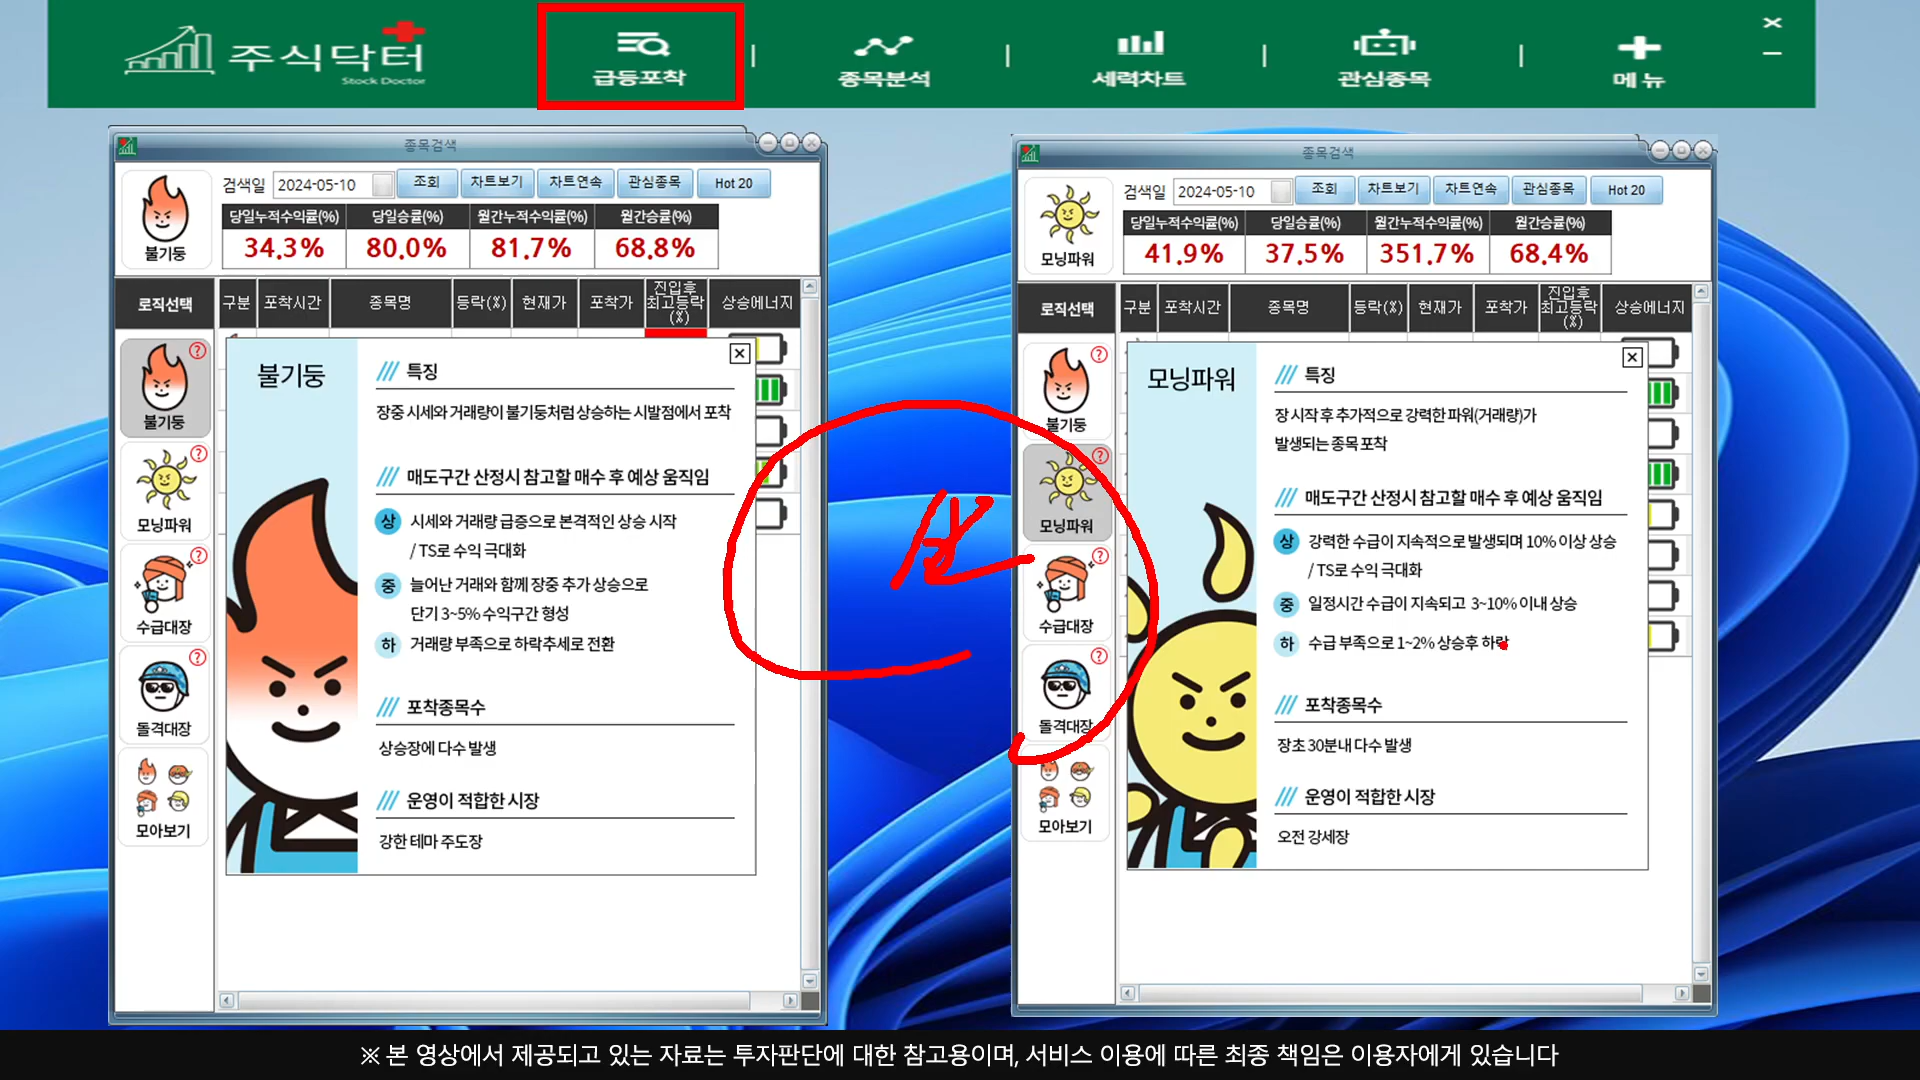 주식닥터
Stock Doctor
급등포착
종목분석
세력차트
관심종목
메뉴
종목검색
불기둥
검색일 2024-05-10 조회 차트보기 차트연속 관심종목 Hot 20
당일누적수익률(%) 당일승률(%) 월간누적수익률(%) 월간승률(%)
34.3% 80.0% 81.7% 68.8%
로직선택 구분 포착시간 종목명 등락(%) 현재가 포착가 진입후 최고등락 (%) 상승에너지
불기둥
모닝파워
수급대장
돌격대장
모아보기
불기둥
특징
장중 시세와 거래량이 불기둥처럼 상승하는 시발점에서 포착
매도구간 산정시 참고할 매수 후 예상 움직임
상 시세와 거래량 급증으로 본격적인 상승 시작
/ TS로 수익 극대화
중 늘어난 거래와 함께 장중 추가 상승으로
단기 3~5% 수익구간 형성
하 거래량 부족으로 하락추세로 전환
포착종목수
상승장에 다수 발생
운영이 적합한 시장
강한 테마 주도장
종목검색
모닝파워
검색일 2024-05-10 조회 차트보기 차트연속 관심종목 Hot 20
당일누적수익률(%) 당일승률(%) 월간누적수익률(%) 월간승률(%)
41.9% 37.5% 351.7% 68.4%
로직선택 구분 포착시간 종목명 등락(%) 현재가 포착가 진입후 최고등락 (%) 상승에너지
불기둥
모닝파워
수급대장
돌격대장
모아보기
모닝파워
특징
장 시작 후 추가적으로 강력한 파워(거래량)가
발생되는 종목 포착
매도구간 산정시 참고할 매수 후 예상 움직임
상 강력한 수급이 지속적으로 발생되며 10% 이상 상승
/ TS로 수익 극대화
중 일정시간 수급이 지속되고 3~10% 이내 상승
하 수급 부족으로 1~2% 상승후 하락
포착종목수
장초 30분내 다수 발생
운영이 적합한 시장
오전 강세장
※ 본 영상에서 제공되고 있는 자료는 투자판단에 대한 참고용이며, 서비스 이용에 따른 최종 책임은 이용자에게 있습니다